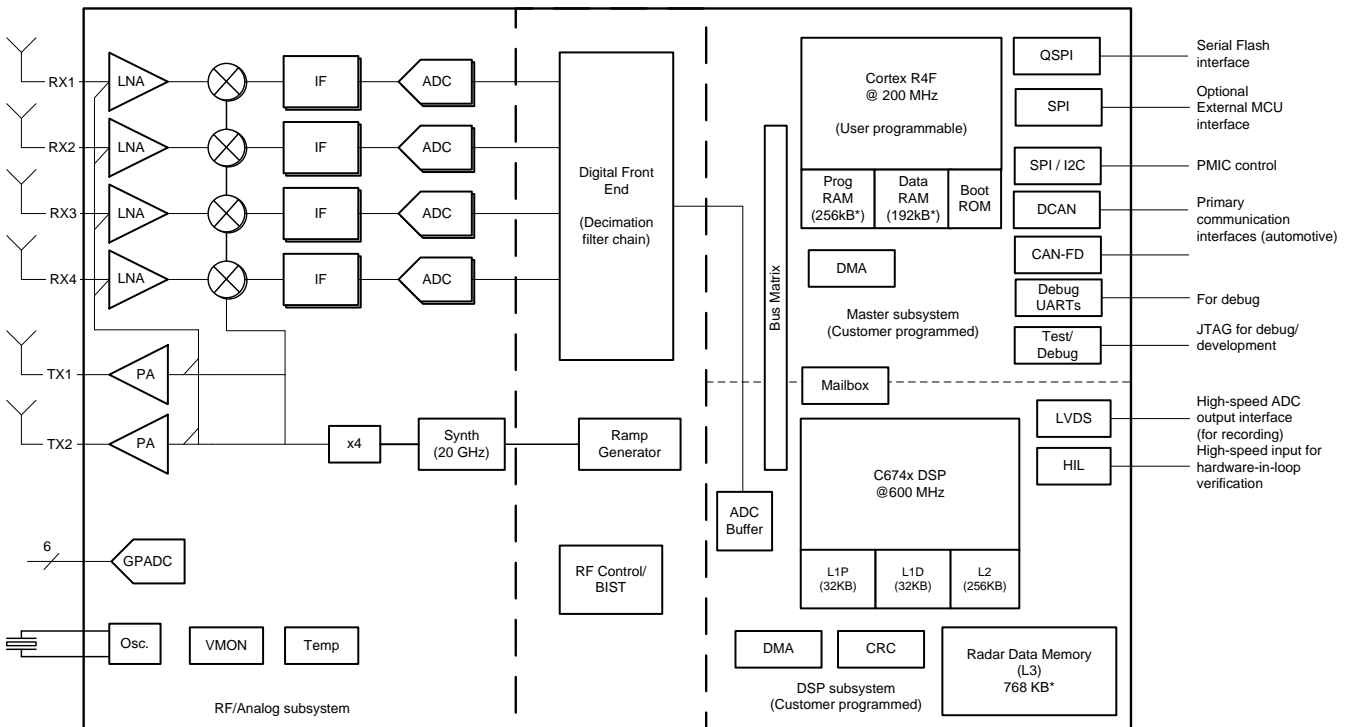 RX1
LNA
IF
ADC
RX2
LNA
IF
ADC
RX3
LNA
IF
ADC
RX4
LNA
IF
ADC
TX1
PA
TX2
PA
x4
Synth
(20 GHz)
Ramp
Generator
Digital Front
End
(Decimation
filter chain)
6
GPADC
Osc.
VMON
Temp
RF/Analog subsystem
RF Control/
BIST
ADC
Buffer
Bus Matrix
Cortex R4F
@ 200 MHz
(User programmable)
Prog
RAM
(256kB*)
Data
RAM
(192kB*)
Boot
ROM
DMA
Master subsystem
(Customer programmed)
Mailbox
QSPI
Serial Flash
interface
SPI
Optional
External MCU
interface
SPI / I2C
PMIC control
DCAN
Primary
communication
interfaces (automotive)
CAN-FD
Debug
UARTs
For debug
Test/
Debug
JTAG for debug/
development
LVDS
High-speed ADC
output interface
(for recording)
HIL
High-speed input for
hardware-in-loop
verification
C674x DSP
@600 MHz
L1P
(32KB)
L1D
(32KB)
L2
(256KB)
DMA
CRC
Radar Data Memory
(L3)
768 KB*
DSP subsystem
(Customer programmed)